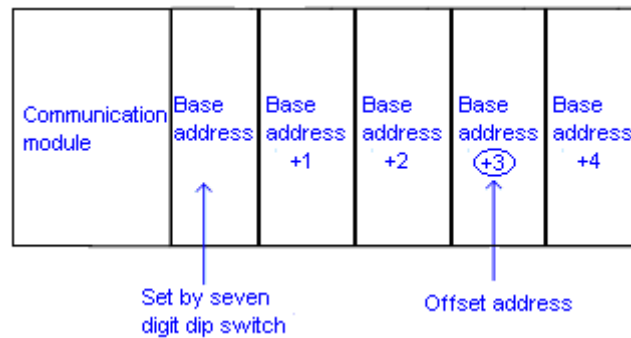 Communication
module
Base
address
Base
address
+1
Base
address
+2
Base
address
+3
Base
address
+4
Set by seven
digit dip switch
Offset address